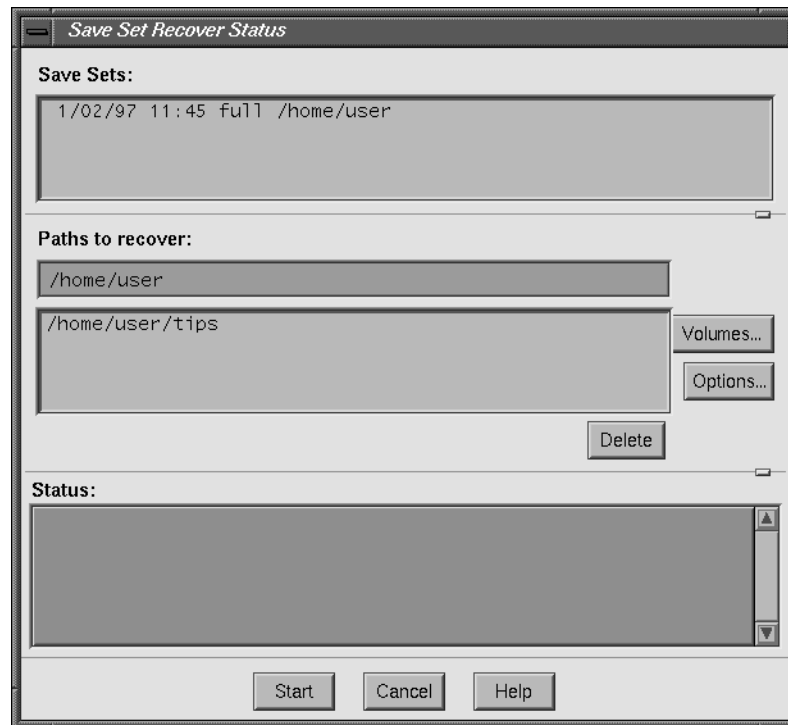 Save Set Recover Status
Save Sets:
1/02/97 11:45 full /home/user
Paths to recover:
/home/user
/home/user/tips
Volumes...
Options...
Delete
Status:
Start
Cancel
Help